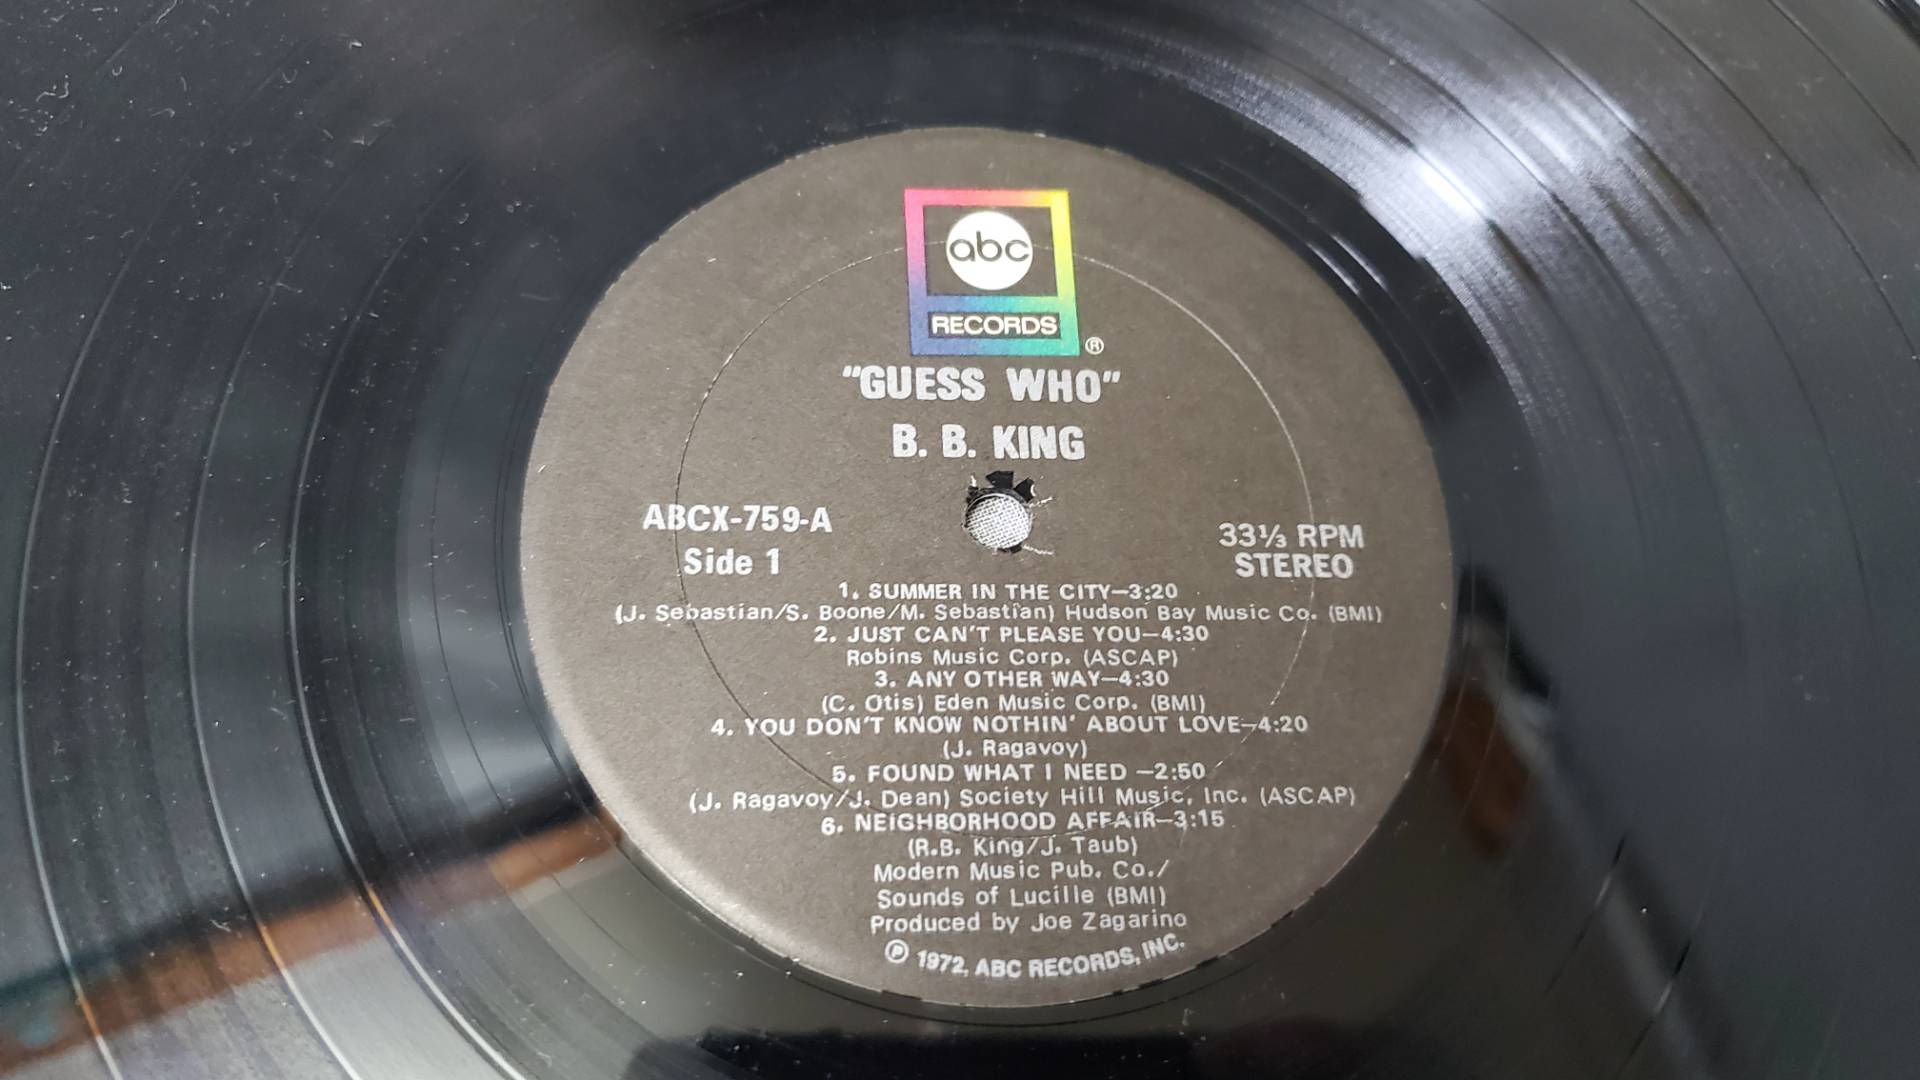 abc
RECORDS
®
"GUESS WHO"
B. B. KING
ABCX-759-A
Side 1
33⅓ RPM
STEREO
1. SUMMER IN THE CITY—3:20
(J. Sebastian/S. Boone/M. Sebastian) Hudson Bay Music Co. (BMI)
2. JUST CAN'T PLEASE YOU—4:30
Robins Music Corp. (ASCAP)
3. ANY OTHER WAY—4:30
(C. Otis) Eden Music Corp. (BMI)
4. YOU DON'T KNOW NOTHIN' ABOUT LOVE—4:20
(J. Ragavoy)
5. FOUND WHAT I NEED —2:50
(J. Ragavoy/J. Dean) Society Hill Music, Inc. (ASCAP)
6. NEIGHBORHOOD AFFAIR—3:15
(R.B. King/J. Taub)
Modern Music Pub. Co./
Sounds of Lucille (BMI)
Produced by Joe Zagarino
℗ 1972, ABC RECORDS, INC.